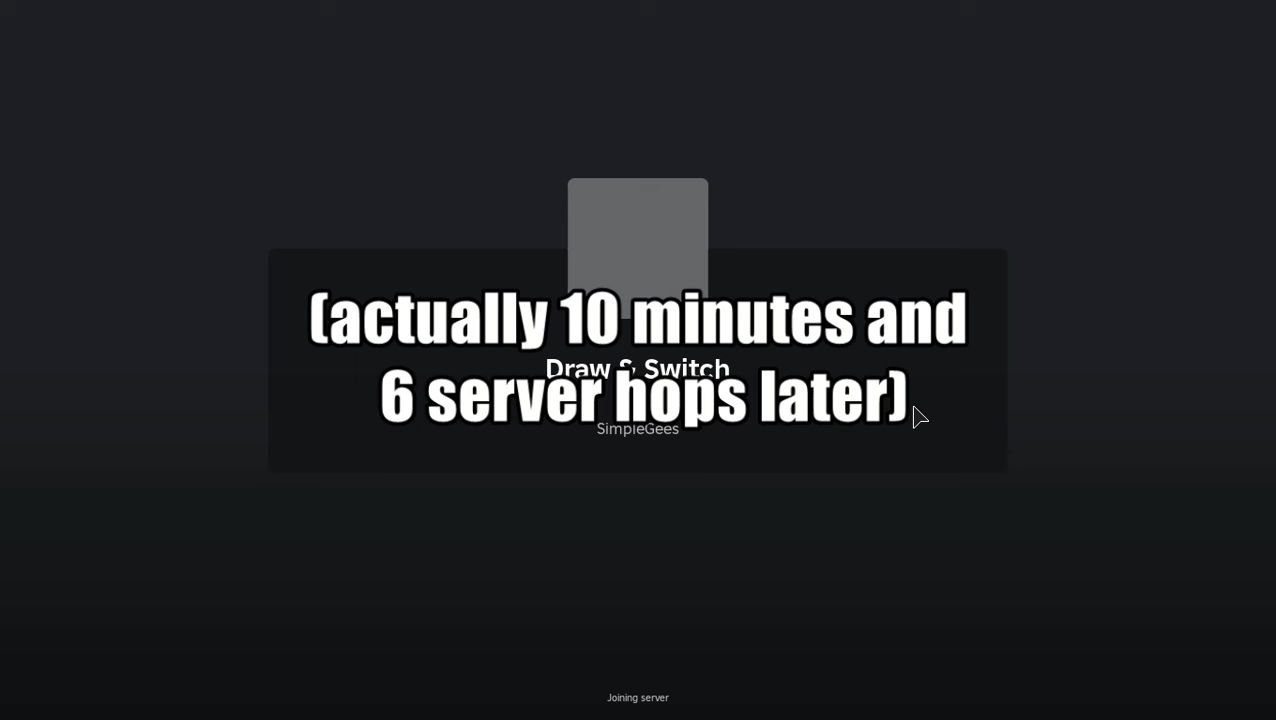 (actually 10 minutes and
Draw & Switch
6 server hops later)
SimpleGees
Joining server